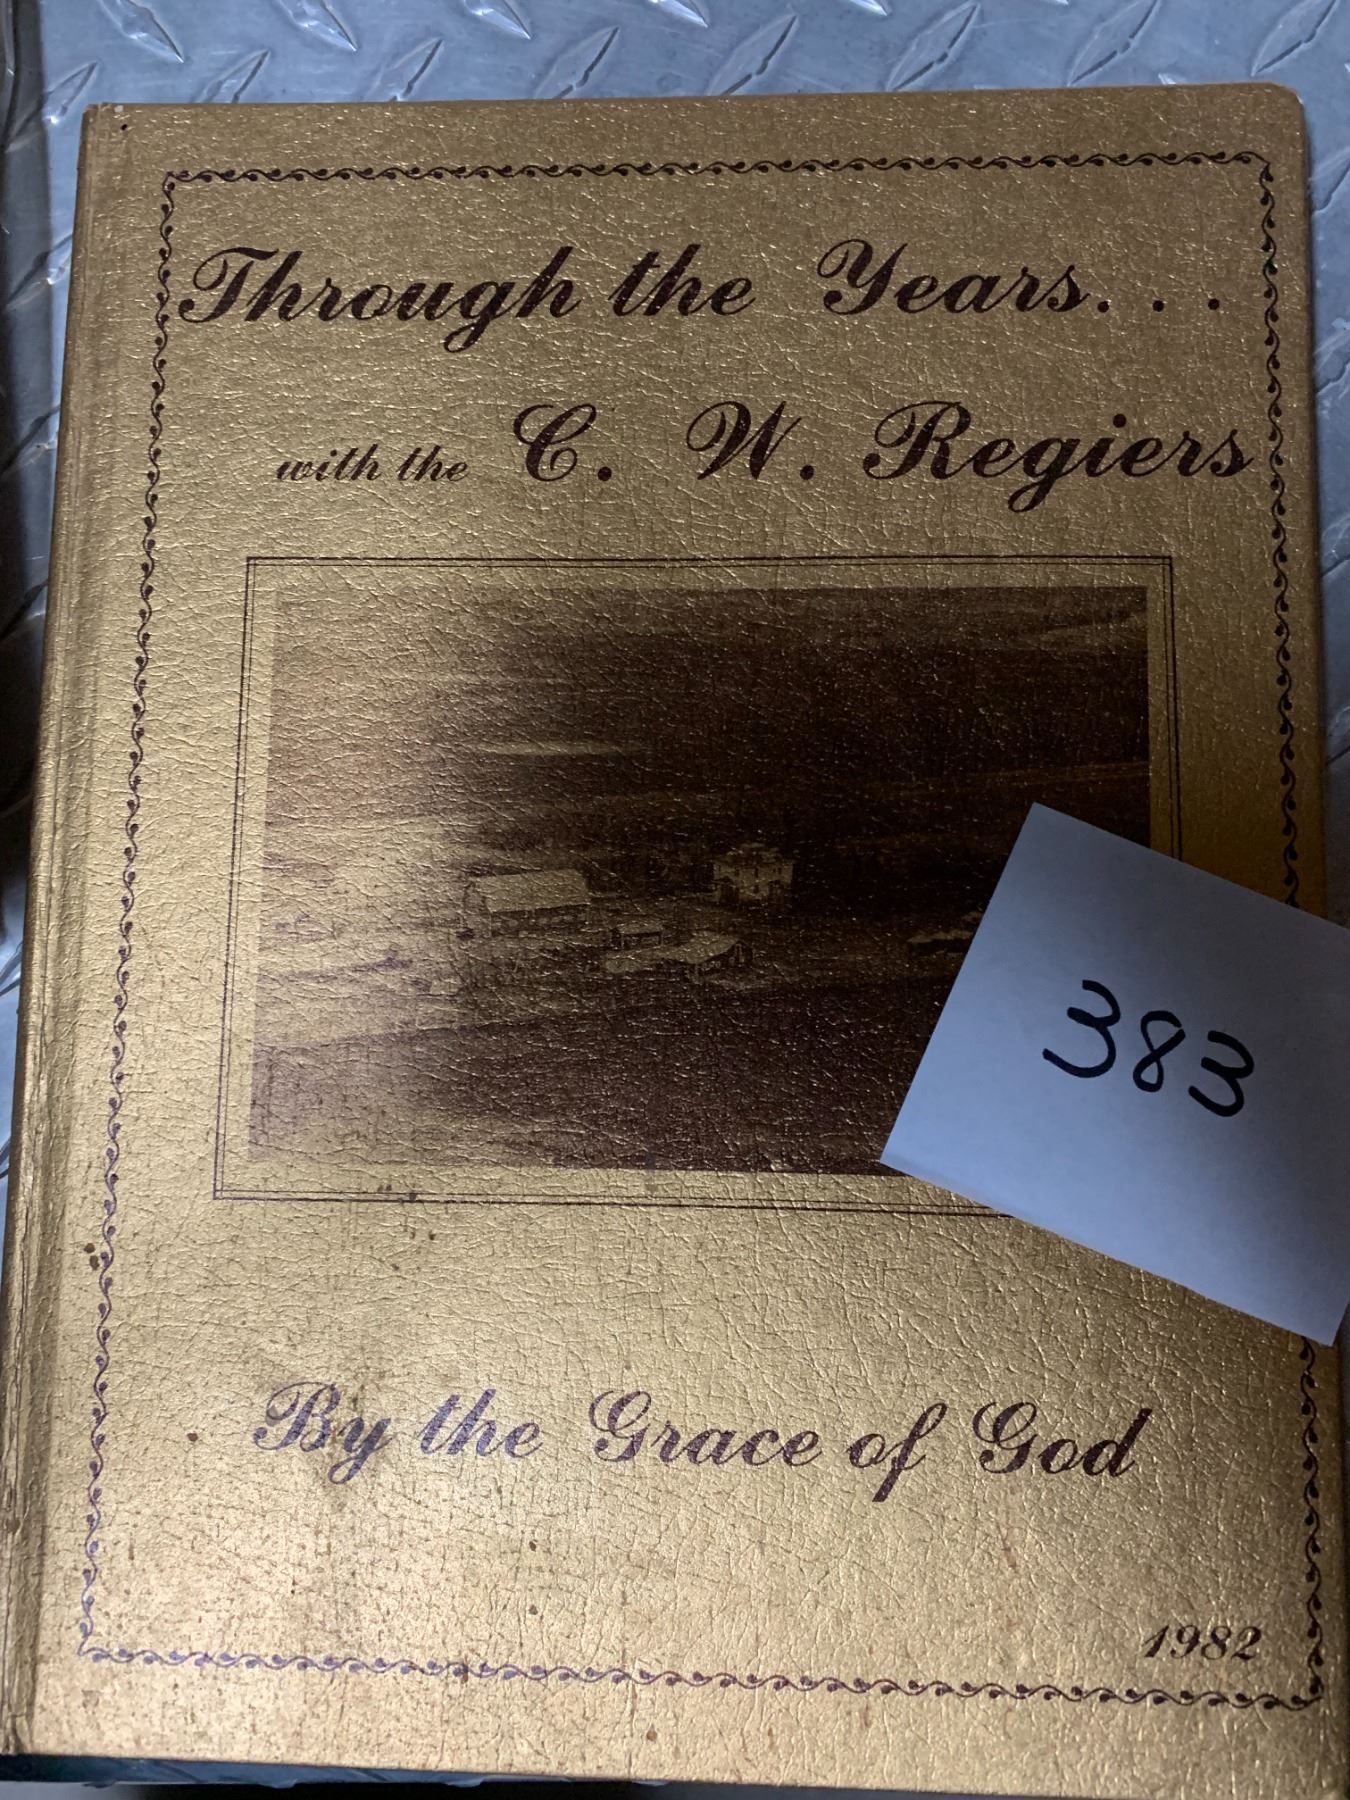 Through the Years. . .
with the C. W. Regiers
383
By the Grace of God
1982